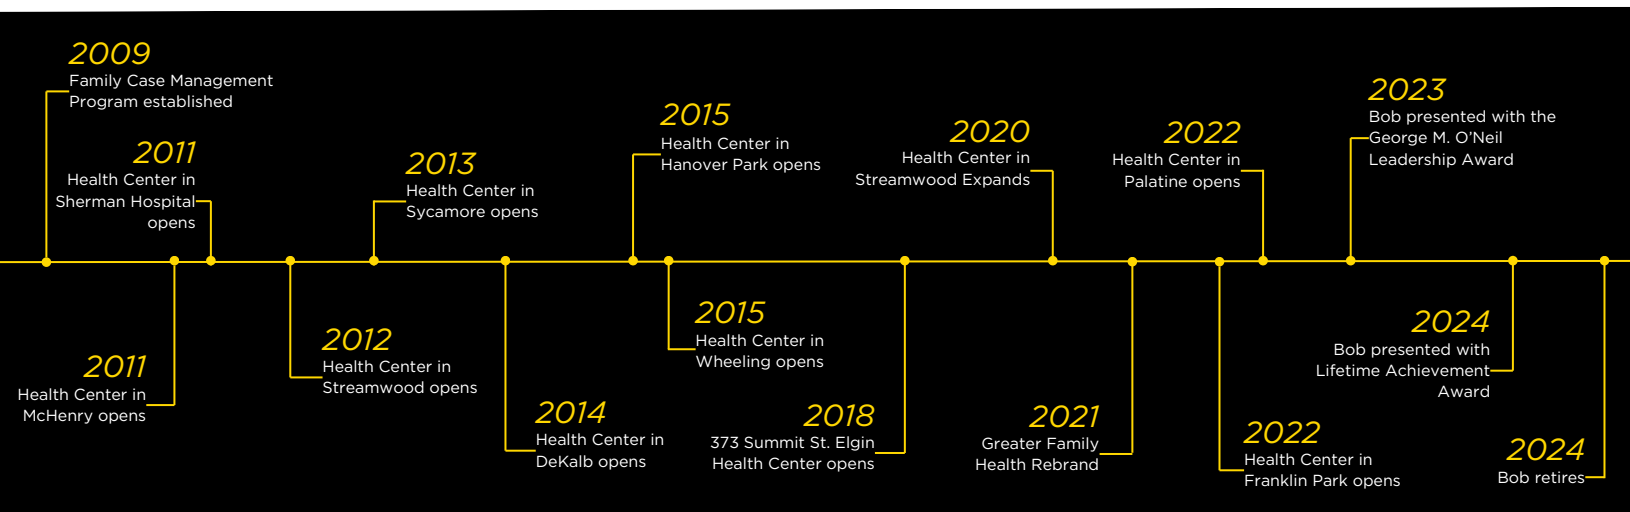 2009
Family Case Management
Program established
2011
Health Center in
McHenry opens
2011
Health Center in
Sherman Hospital
opens
2012
Health Center in
Streamwood opens
2013
Health Center in
Sycamore opens
2014
Health Center in
DeKalb opens
2015
Health Center in
Hanover Park opens
2015
Health Center in
Wheeling opens
2018
373 Summit St. Elgin
Health Center opens
2020
Health Center in
Streamwood Expands
2021
Greater Family
Health Rebrand
2022
Health Center in
Franklin Park opens
2022
Health Center in
Palatine opens
2023
Bob presented with the
George M. O’Neil
Leadership Award
2024
Bob presented with
Lifetime Achievement
Award
2024
Bob retires